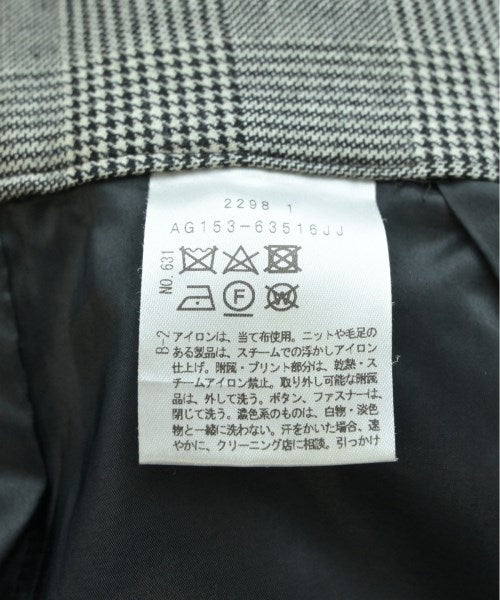 2298 1
AG153-63516JJ
NO.631
F
W
B-2
アイロンは、当て布使用。ニットや毛足の
ある製品は、スチームでの浮かしアイロン
仕上げ。附属・プリント部分は、乾熱・ス
チームアイロン禁止。取り外し可能な附属
品は、外して洗う。ボタン、ファスナーは、
閉じて洗う。濃色系のものは、白物・淡色
物と一緒に洗わない。汗をかいた場合、速
やかに、クリーニング店に相談。引っかけ